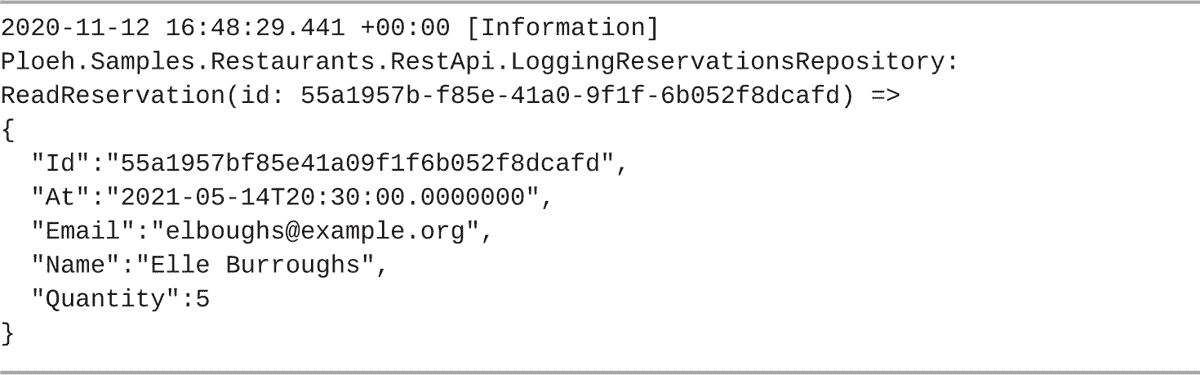 2020-11-12 16:48:29.441 +00:00 [Information]
Ploeh.Samples.Restaurants.RestApi.LoggingReservationsRepository:
ReadReservation(id: 55a1957b-f85e-41a0-9f1f-6b052f8dcafd) =>
{
  "Id":"55a1957bf85e41a09f1f6b052f8dcafd",
  "At":"2021-05-14T20:30:00.0000000",
  "Email":"elboughs@example.org",
  "Name":"Elle Burroughs",
  "Quantity":5
}